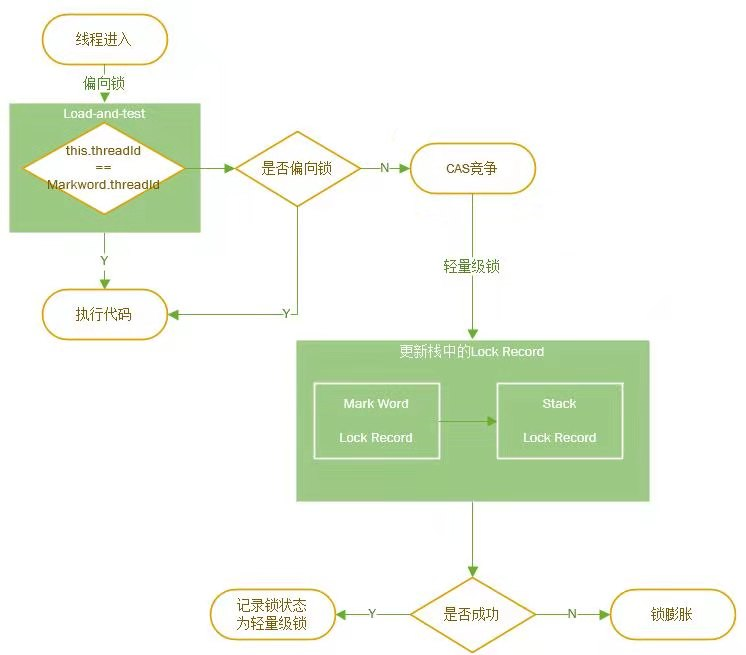 线程进入
偏向锁
Load-and-test
this.threadId
==
Markword.threadId
是否偏向锁
N
CAS竞争
Y
轻量级锁
执行代码
Y
更新栈中的Lock Record
Mark Word
Lock Record
Stack
Lock Record
记录锁状态
为轻量级锁
Y
是否成功
N
锁膨胀